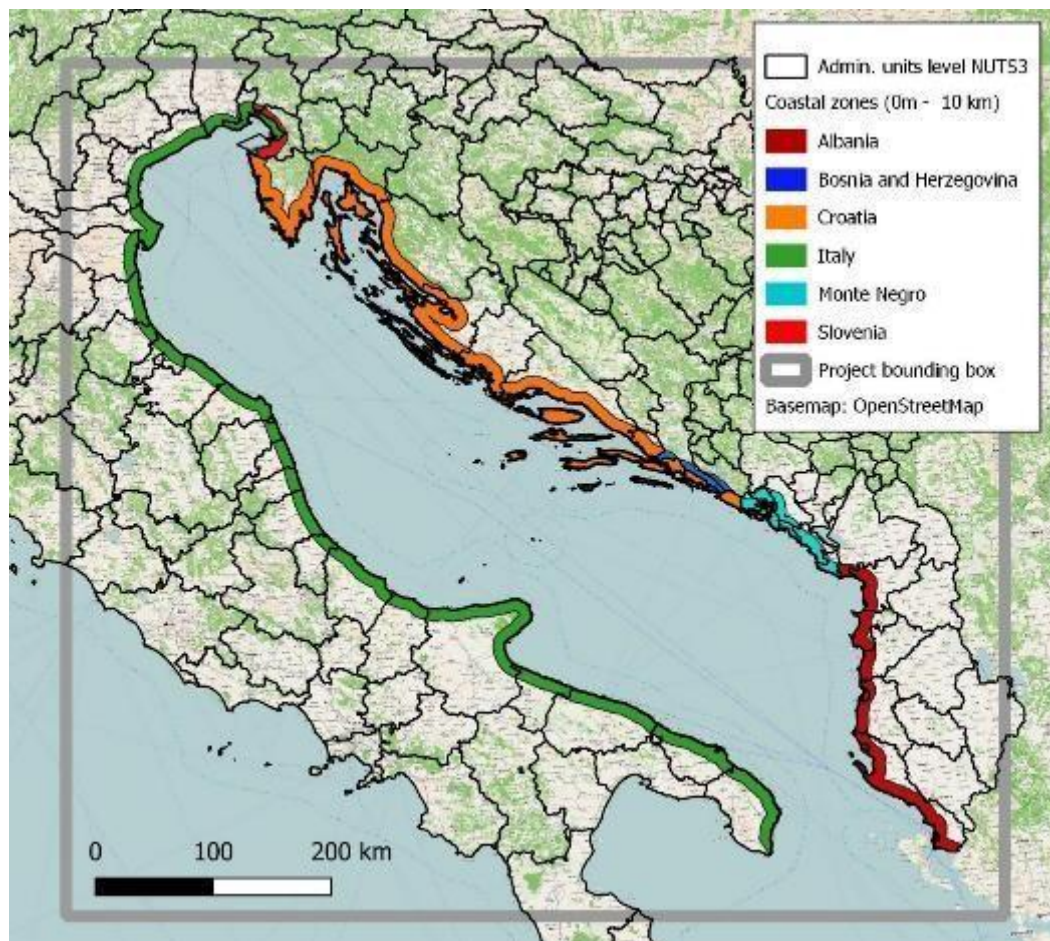 Admin. units level NUTS3
Coastal zones (0m - 10 km)
Albania
Bosnia and Herzegovina
Croatia
Italy
Monte Negro
Slovenia
Project bounding box
Basemap: OpenStreetMap
0 100 200 km